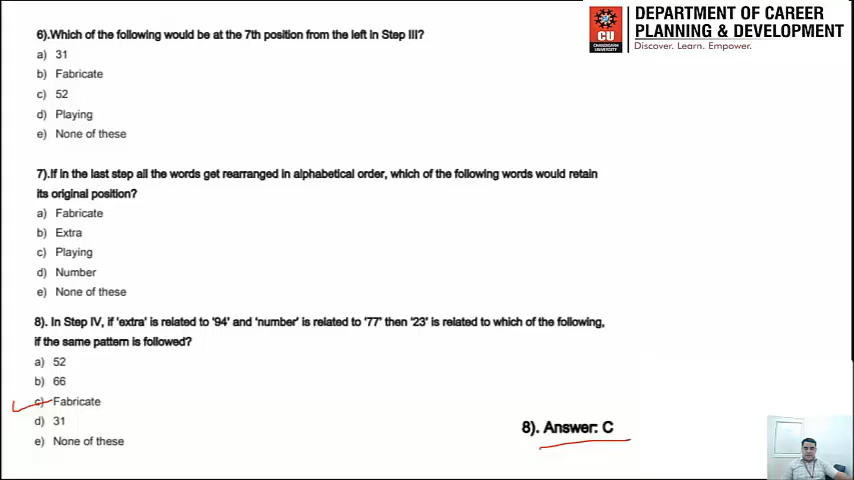 DEPARTMENT OF CAREER
PLANNING & DEVELOPMENT
Discover. Learn. Empower.
CU
CHANDIGARH
UNIVERSITY
6).Which of the following would be at the 7th position from the left in Step III?
a) 31
b) Fabricate
c) 52
d) Playing
e) None of these
7).If in the last step all the words get rearranged in alphabetical order, which of the following words would retain
its original position?
a) Fabricate
b) Extra
c) Playing
d) Number
e) None of these
8). In Step IV, if 'extra' is related to '94' and 'number' is related to '77' then '23' is related to which of the following,
if the same pattern is followed?
a) 52
b) 66
c) Fabricate
d) 31
e) None of these
8). Answer: C